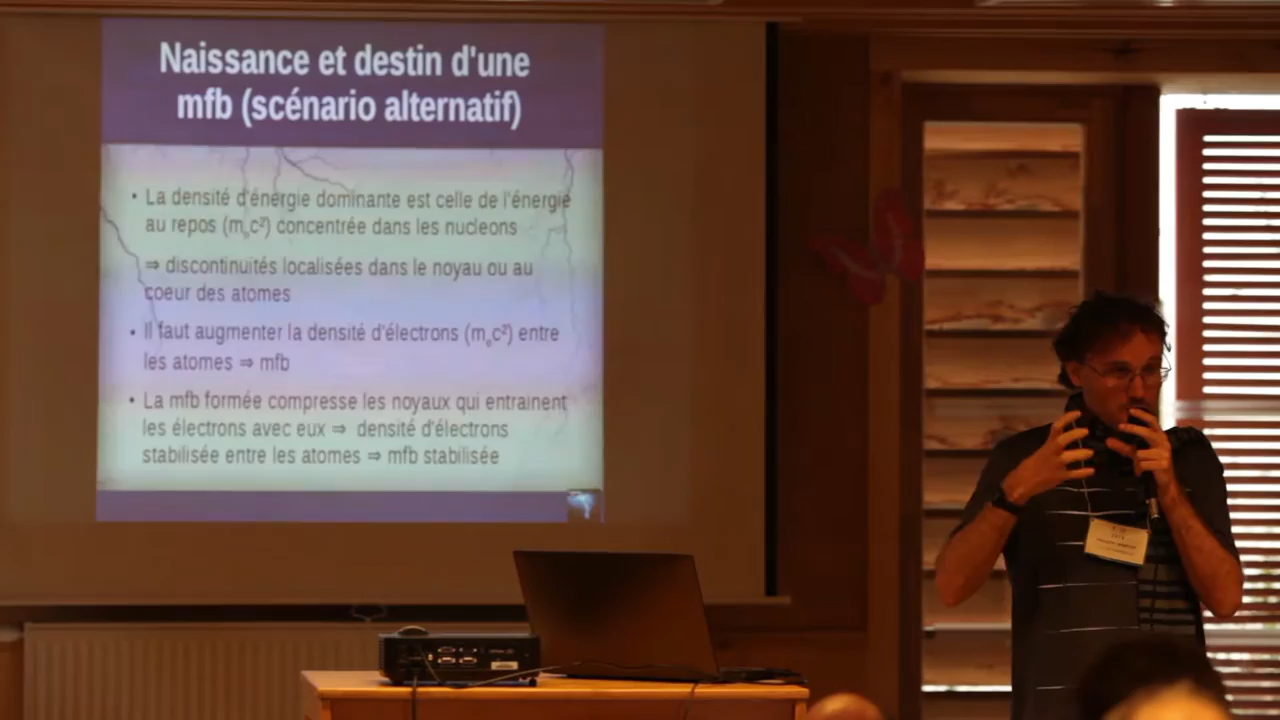 Naissance et destin d'une
mfb (scénario alternatif)
• La densité d'énergie dominante est celle de l'énergie
au repos (m₀c²) concentrée dans les nucleons
⇒ discontinuités localisées dans le noyau ou au
coeur des atomes
• Il faut augmenter la densité d'électrons (m₀c²) entre
les atomes ⇒ mfb
• La mfb formée compresse les noyaux qui entrainent
les électrons avec eux ⇒ densité d'électrons
stabilisée entre les atomes ⇒ mfb stabilisée